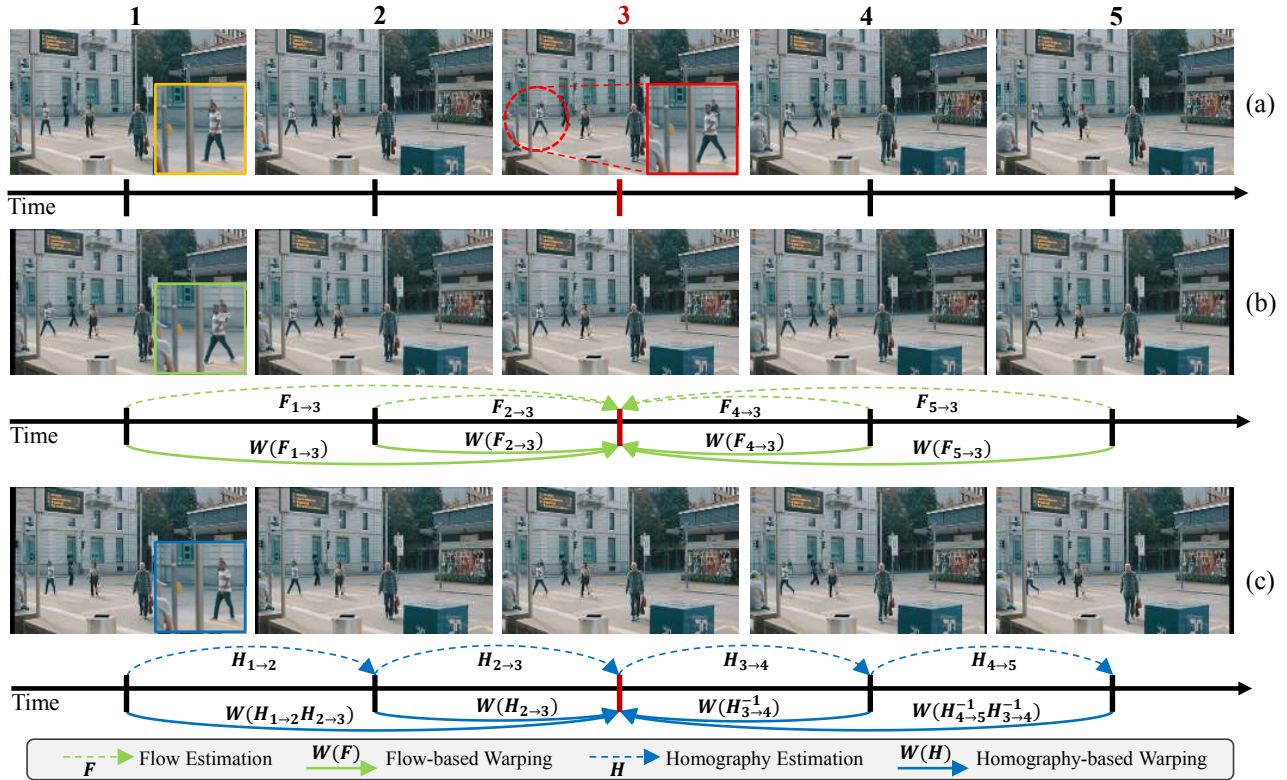 1 2 3 4 5
(a)
Time
(b)
F₁→₃ F₂→₃ F₄→₃ F₅→₃
Time
W(F₁→₃) W(F₂→₃) W(F₄→₃) W(F₅→₃)
(c)
H₁→₂ H₂→₃ H₃→₄ H₄→₅
Time
W(H₁→₂H₂→₃) W(H₂→₃) W(H₃→₄⁻¹) W(H₄→₅⁻¹H₃→₄⁻¹)
F Flow Estimation W(F) Flow-based Warping H Homography Estimation W(H) Homography-based Warping